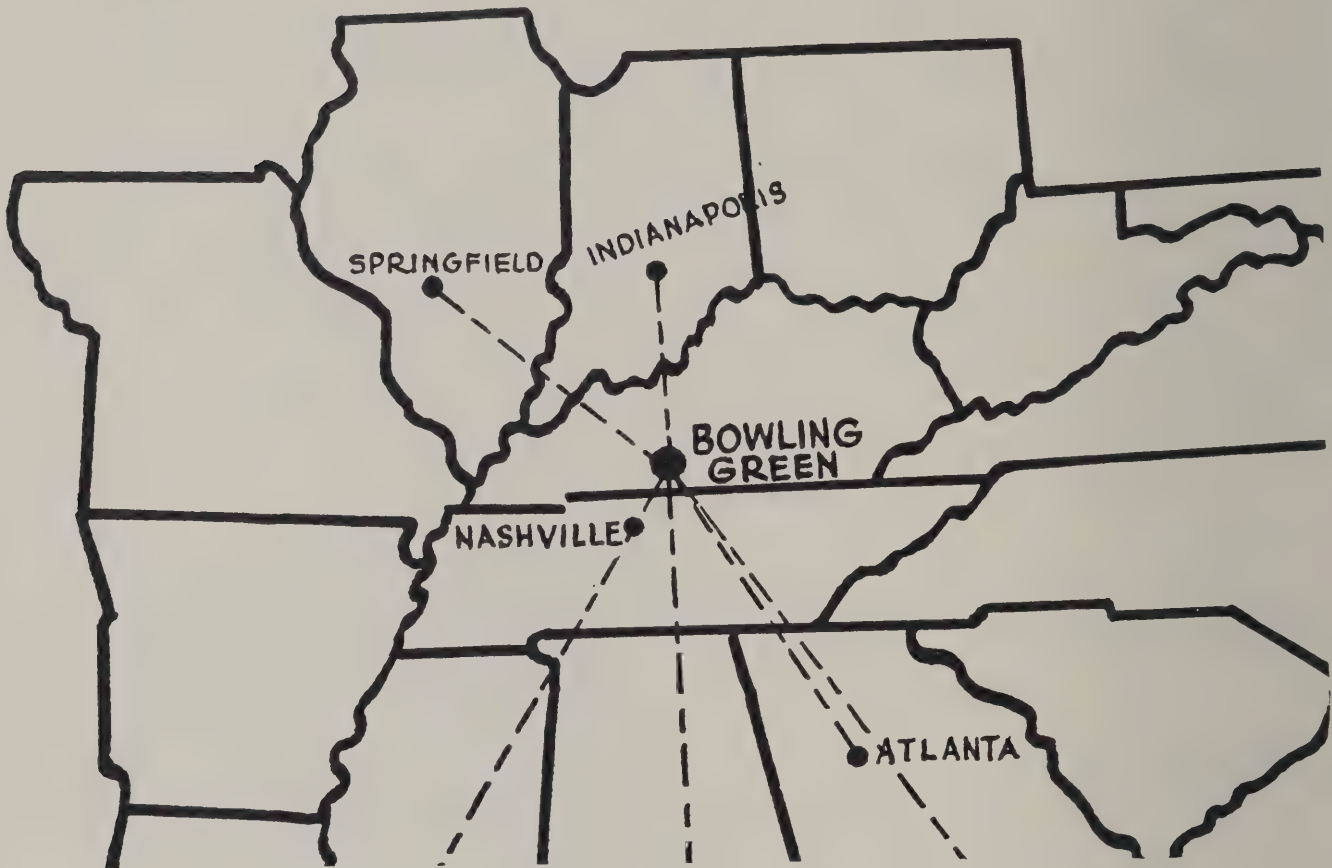 INDIANAPOLIS
SPRINGFIELD
BOWLING
GREEN
NASHVILLE
ATLANTA